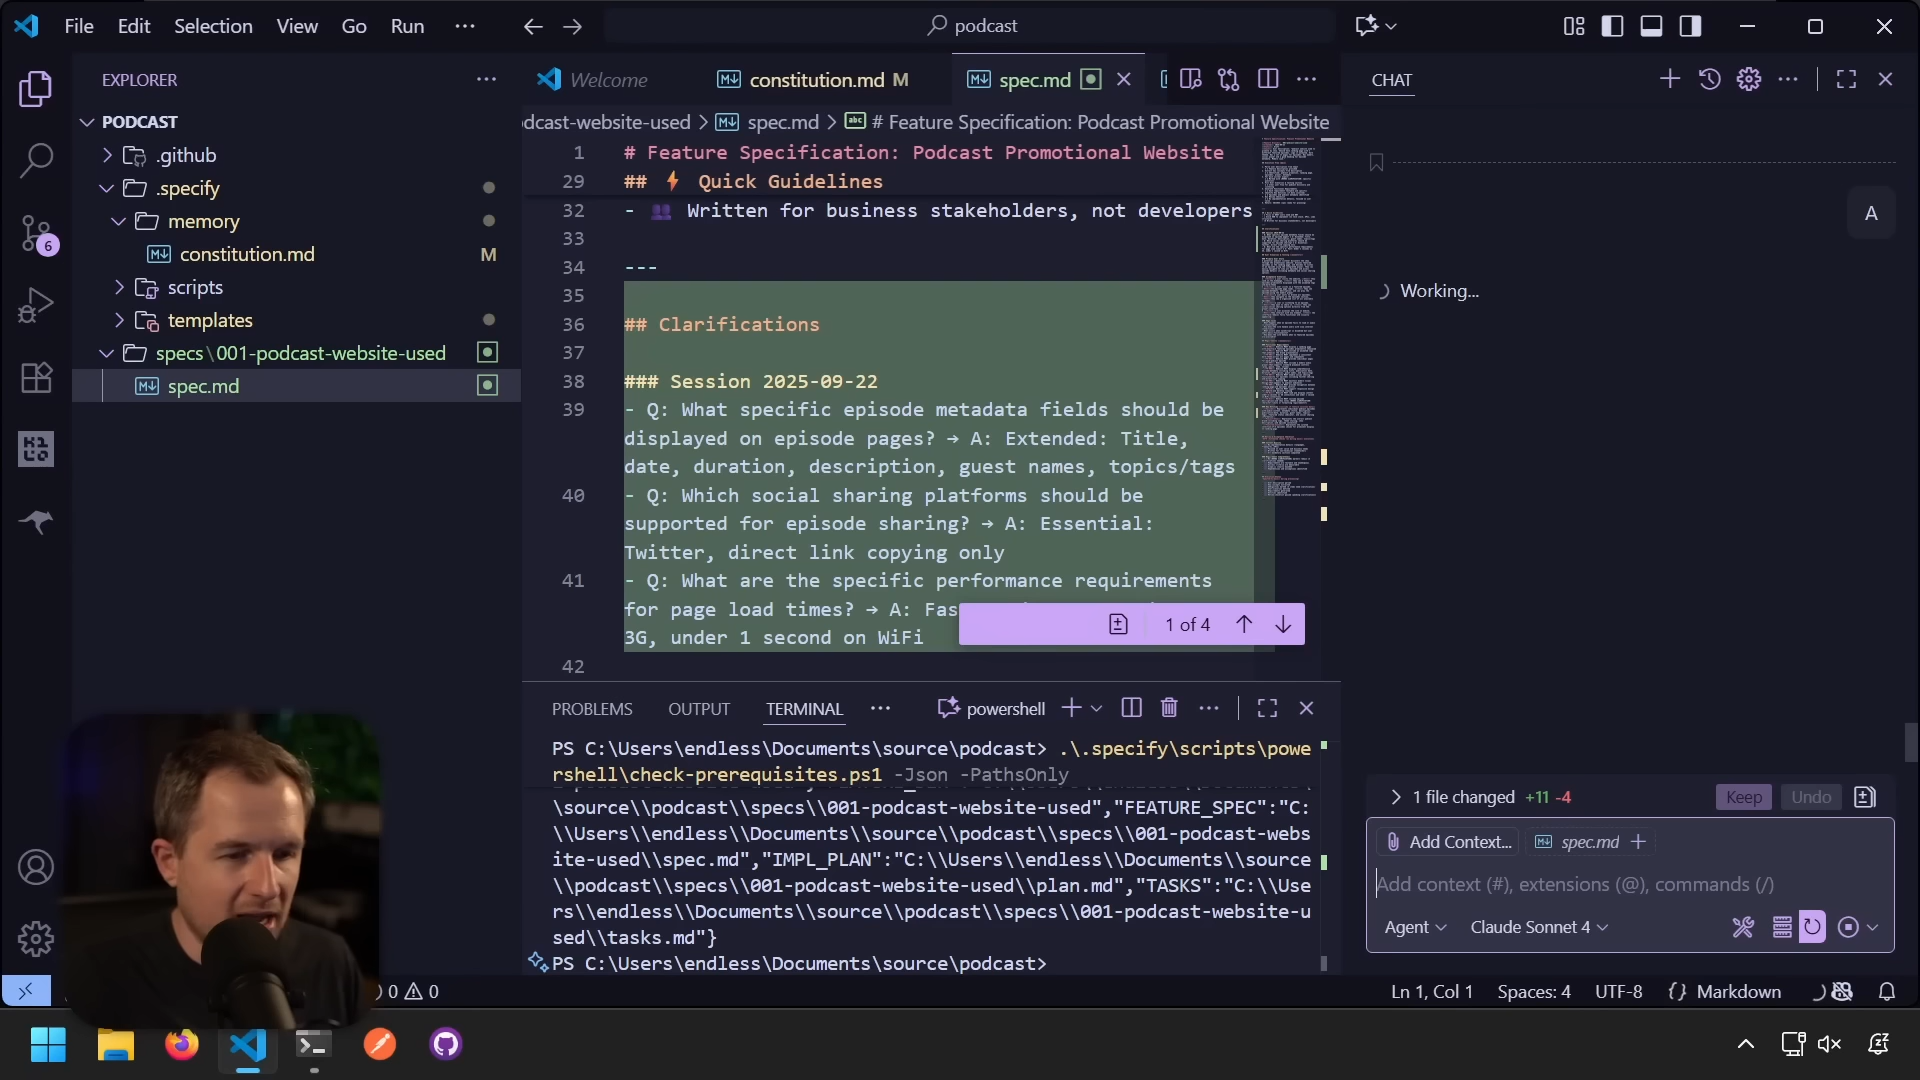 File Edit Selection View Go Run
podcast
EXPLORER
PODCAST
.github
.specify
memory
constitution.md M
scripts
templates
specs\001-podcast-website-used
spec.md
6
Welcome
constitution.md M
spec.md
CHAT
odcast-website-used > spec.md > # Feature Specification: Podcast Promotional Website
1 # Feature Specification: Podcast Promotional Website
29 ## ⚡ Quick Guidelines
32 - 👥 Written for business stakeholders, not developers
33
34 ---
35
36 ## Clarifications
37
38 ### Session 2025-09-22
39 - Q: What specific episode metadata fields should be
displayed on episode pages? → A: Extended: Title,
date, duration, description, guest names, topics/tags
40 - Q: Which social sharing platforms should be
supported for episode sharing? → A: Essential:
Twitter, direct link copying only
41 - Q: What are the specific performance requirements
for page load times? → A: Fas
3G, under 1 second on WiFi
42
1 of 4
PROBLEMS OUTPUT TERMINAL
powershell
PS C:\Users\endless\Documents\source\podcast> .\.specify\scripts\powe
rshell\check-prerequisites.ps1 -Json -PathsOnly
\source\\podcast\\specs\\001-podcast-website-used","FEATURE_SPEC":"C:
\\Users\\endless\\Documents\\source\\podcast\\specs\\001-podcast-webs
ite-used\\spec.md","IMPL_PLAN":"C:\\Users\\endless\\Documents\\source
\\podcast\\specs\\001-podcast-website-used\\plan.md","TASKS":"C:\\Use
rs\\endless\\Documents\\source\\podcast\\specs\\001-podcast-website-u
sed\\tasks.md"}
PS C:\Users\endless\Documents\source\podcast>
A
Working...
1 file changed +11 -4
Keep
Undo
Add Context...
spec.md
Add context (#), extensions (@), commands (/)
Agent
Claude Sonnet 4
0
0
Ln 1, Col 1
Spaces: 4
UTF-8
{} Markdown